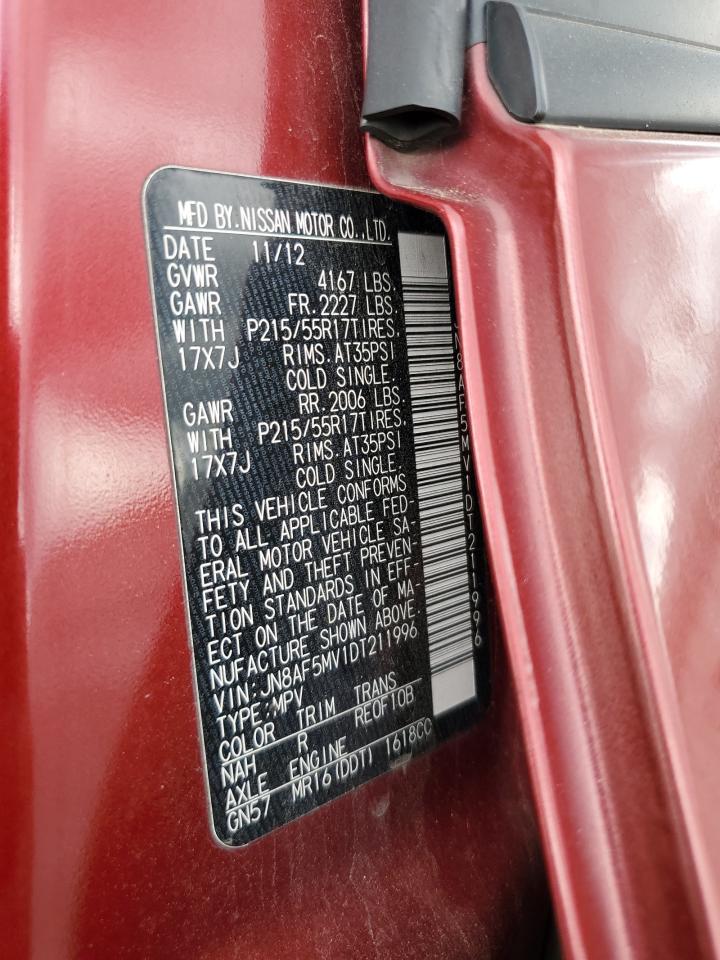 MFD BY.NISSAN MOTOR CO.,LTD.
DATE 11/12
GVWR 4167 LBS.
GAWR FR.2227 LBS.
WITH P215/55R17TIRES.
17X7J RIMS.AT35PSI
COLD SINGLE.
GAWR RR.2006 LBS.
WITH P215/55R17TIRES.
17X7J RIMS.AT35PSI
COLD SINGLE.
THIS VEHICLE CONFORMS
TO ALL APPLICABLE FED-
ERAL MOTOR VEHICLE SA-
FETY AND THEFT PREVEN-
TION STANDARDS IN EFF-
ECT ON THE DATE OF MA-
NUFACTURE SHOWN ABOVE.
VIN:JN8AF5MV1DT211996
TYPE:MPV
COLOR TRIM TRANS
NAH R RE0F10B
AXLE ENGINE
GN57 MR16(DDT) 1618CC
JN8AF5MV1DT211996